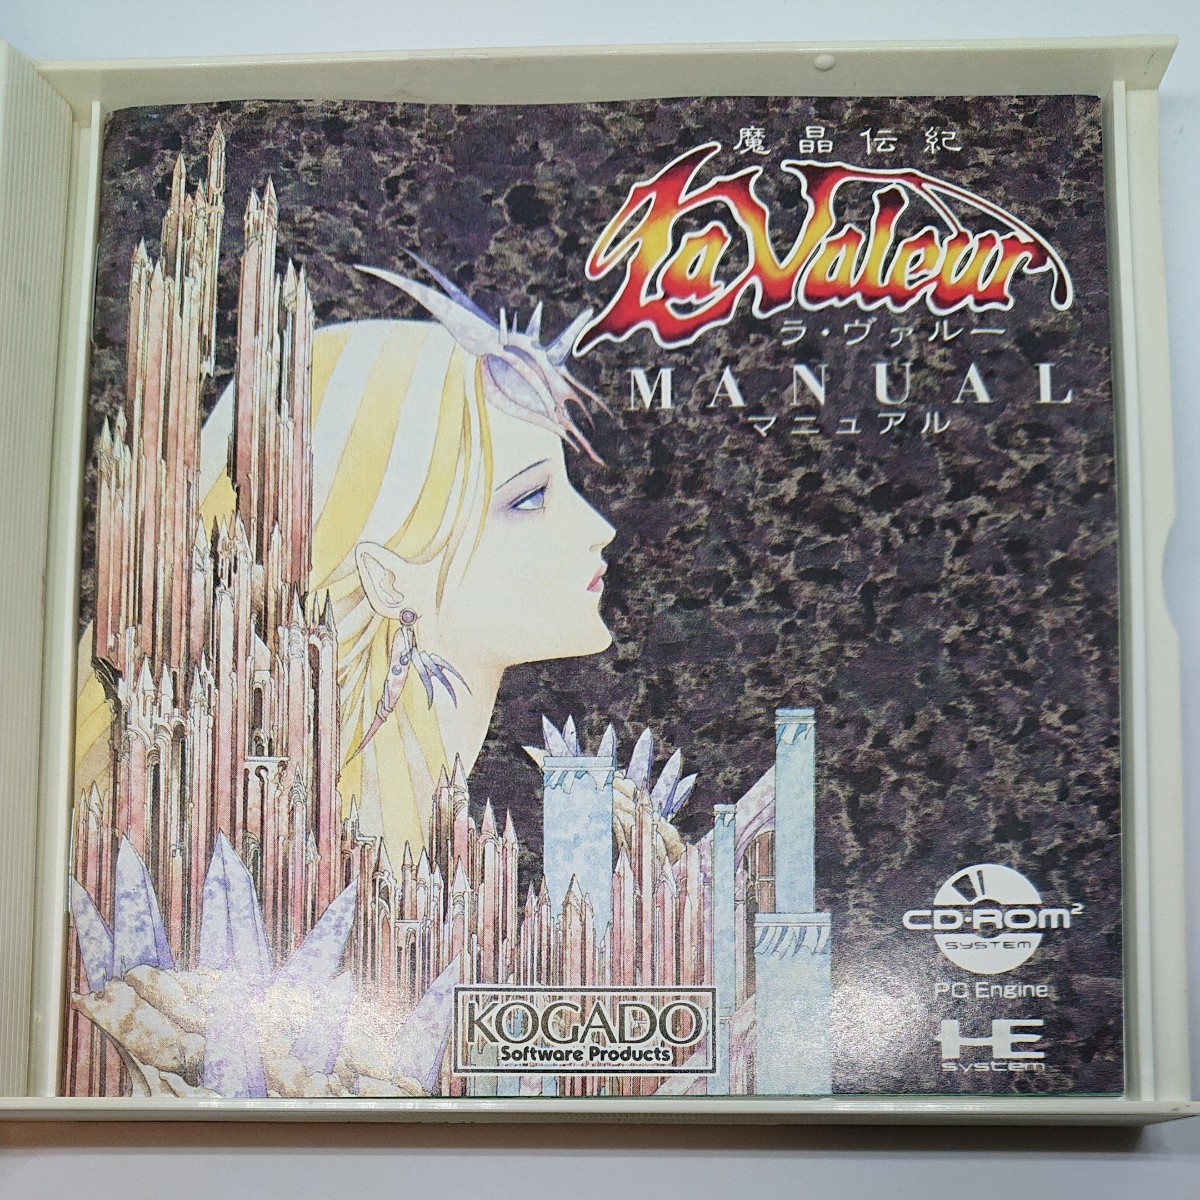 魔晶伝紀
La Valeur
ラ・ヴァルー
MANUAL
マニュアル
CD-ROM²
SYSTEM
PC Engine
HE
system
KOGADO
Software Products